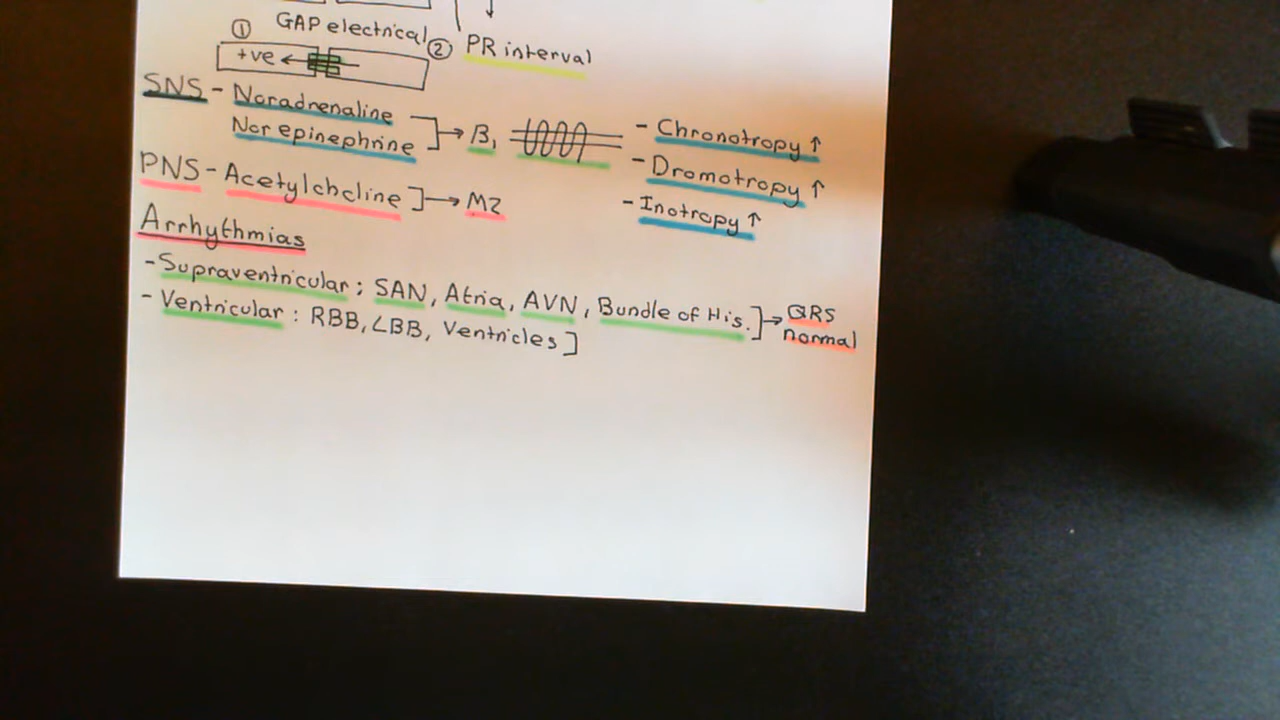 ① GAP electrical ② PR interval
+ve
SNS - Noradrenaline
Norepinephrine → B1
- Chronotropy ↑
- Dromotropy ↑
- Inotropy ↑
PNS - Acetylcholine] → M2
Arrhythmias
- Supraventricular : SAN, Atria, AVN, Bundle of His.] → QRS normal
- Ventricular : RBB, LBB, Ventricles]